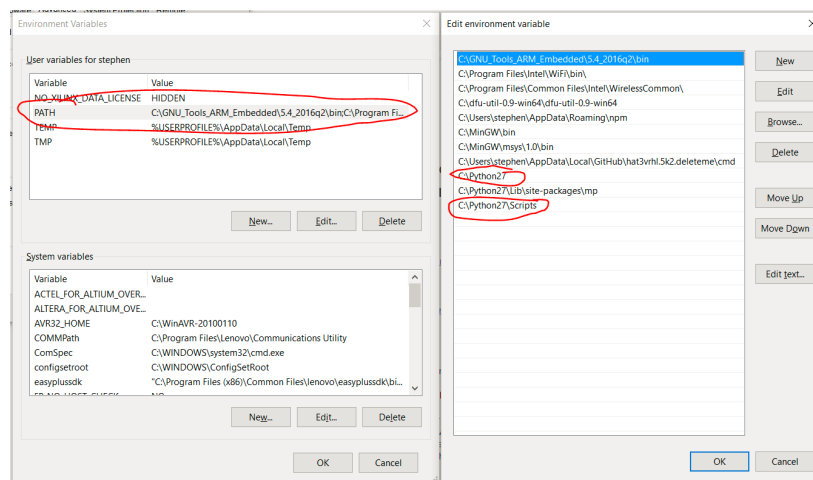 Environment Variables
User variables for stephen
Variable Value
NO_XILINX_DATA_LICENSE HIDDEN
PATH C:\GNU_Tools_ARM_Embedded\5.4_2016q2\bin;C:\Program Fi...
TEMP %USERPROFILE%\AppData\Local\Temp
TMP %USERPROFILE%\AppData\Local\Temp
New... Edit... Delete
System variables
Variable Value
ACTEL_FOR_ALTIUM_OVER...
ALTERA_FOR_ALTIUM_OVE...
AVR32_HOME C:\WinAVR-20100110
COMMPath C:\Program Files\Lenovo\Communications Utility
ComSpec C:\WINDOWS\system32\cmd.exe
configsetroot C:\WINDOWS\ConfigSetRoot
easyplussdk "C:\Program Files (x86)\Common Files\lenovo\easyplussdk\bi...
New... Edit... Delete
OK Cancel
Edit environment variable
C:\GNU_Tools_ARM_Embedded\5.4_2016q2\bin
C:\Program Files\Intel\WiFi\bin\
C:\Program Files\Common Files\Intel\WirelessCommon\
C:\dfu-util-0.9-win64\dfu-util-0.9-win64
C:\Users\stephen\AppData\Roaming\npm
C:\MinGW\bin
C:\MinGW\msys\1.0\bin
C:\Users\stephen\AppData\Local\GitHub\hat3vrhl.5k2.deleteme\cmd
C:\Python27
C:\Python27\Lib\site-packages\mp
C:\Python27\Scripts
New
Edit
Browse...
Delete
Move Up
Move Down
Edit text...
OK Cancel